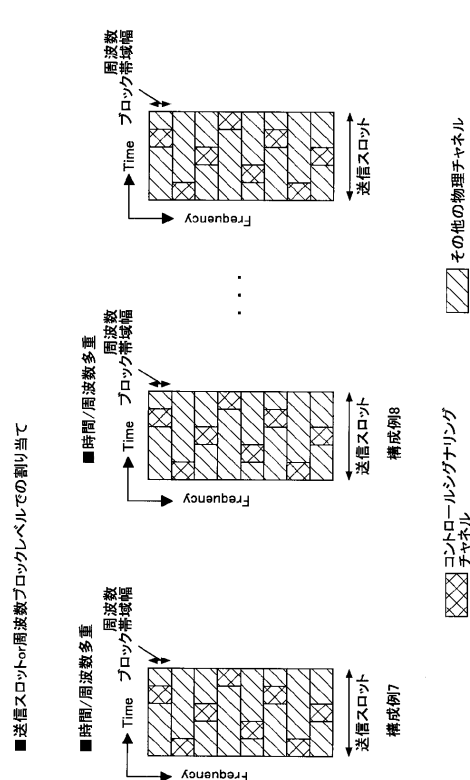 ■送信スロットor周波数ブロックレベルでの割り当て
■時間/周波数多重
周波数
ブロック帯域幅
Time
Frequency
送信スロット
構成例7
■時間/周波数多重
周波数
ブロック帯域幅
Time
Frequency
送信スロット
構成例8
・・・
周波数
ブロック帯域幅
Time
Frequency
送信スロット
コントロールシグナリング
チャネル
その他の物理チャネル